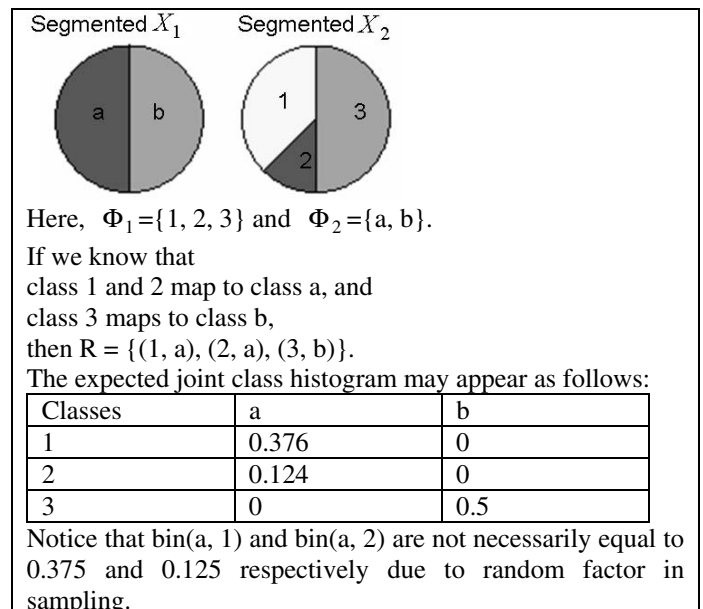 Segmented X₁ Segmented X₂
a b 1 2 3
Here, Φ₁={1, 2, 3} and Φ₂={a, b}.
If we know that
class 1 and 2 map to class a, and
class 3 maps to class b,
then R = {(1, a), (2, a), (3, b)}.
The expected joint class histogram may appear as follows:
Classes a b
1 0.376 0
2 0.124 0
3 0 0.5
Notice that bin(a, 1) and bin(a, 2) are not necessarily equal to
0.375 and 0.125 respectively due to random factor in
sampling.